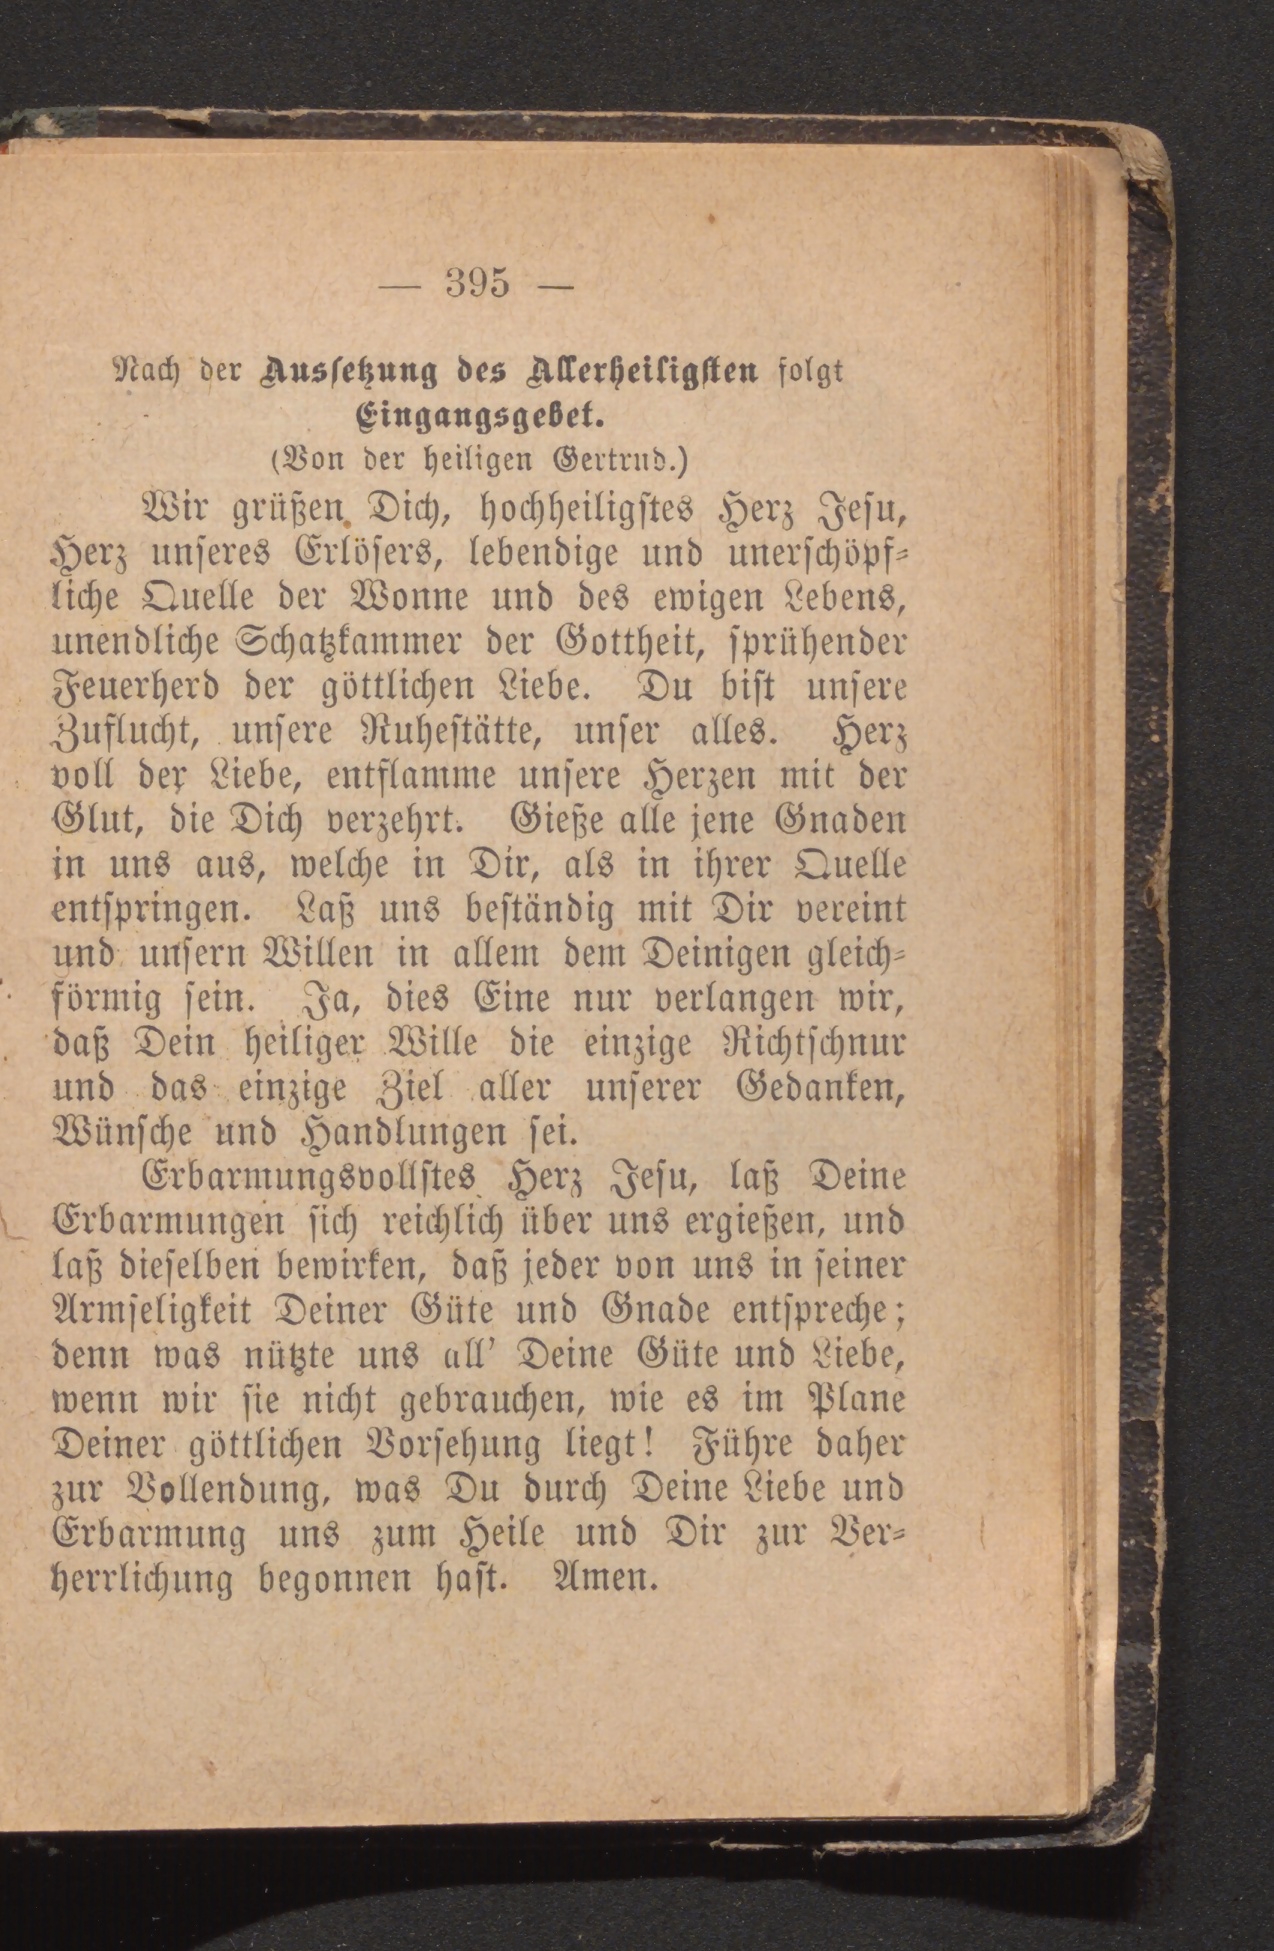 — 395 —
Nach der Aussetzung des Allerheiligsten folgt
Eingangsgebet.
(Von der heiligen Gertrud.)
Wir grüßen Dich, hochheiligstes Herz Jesu,
Herz unseres Erlösers, lebendige und unerschöpf-
liche Quelle der Wonne und des ewigen Lebens,
unendliche Schatzkammer der Gottheit, sprühender
Feuerherd der göttlichen Liebe. Du bist unsere
Zuflucht, unsere Ruhestätte, unser alles. Herz
voll der Liebe, entflamme unsere Herzen mit der
Glut, die Dich verzehrt. Gieße alle jene Gnaden
in uns aus, welche in Dir, als in ihrer Quelle
entspringen. Laß uns beständig mit Dir vereint
und unsern Willen in allem dem Deinigen gleich-
förmig sein. Ja, dies Eine nur verlangen wir,
daß Dein heiliger Wille die einzige Richtschnur
und das einzige Ziel aller unserer Gedanken,
Wünsche und Handlungen sei.
Erbarmungsvollstes Herz Jesu, laß Deine
Erbarmungen sich reichlich über uns ergießen, und
laß dieselben bewirken, daß jeder von uns in seiner
Armseligkeit Deiner Güte und Gnade entspreche;
denn was nützte uns all' Deine Güte und Liebe,
wenn wir sie nicht gebrauchen, wie es im Plane
Deiner göttlichen Vorsehung liegt! Führe daher
zur Vollendung, was Du durch Deine Liebe und
Erbarmung uns zum Heile und Dir zur Ver-
herrlichung begonnen hast. Amen.